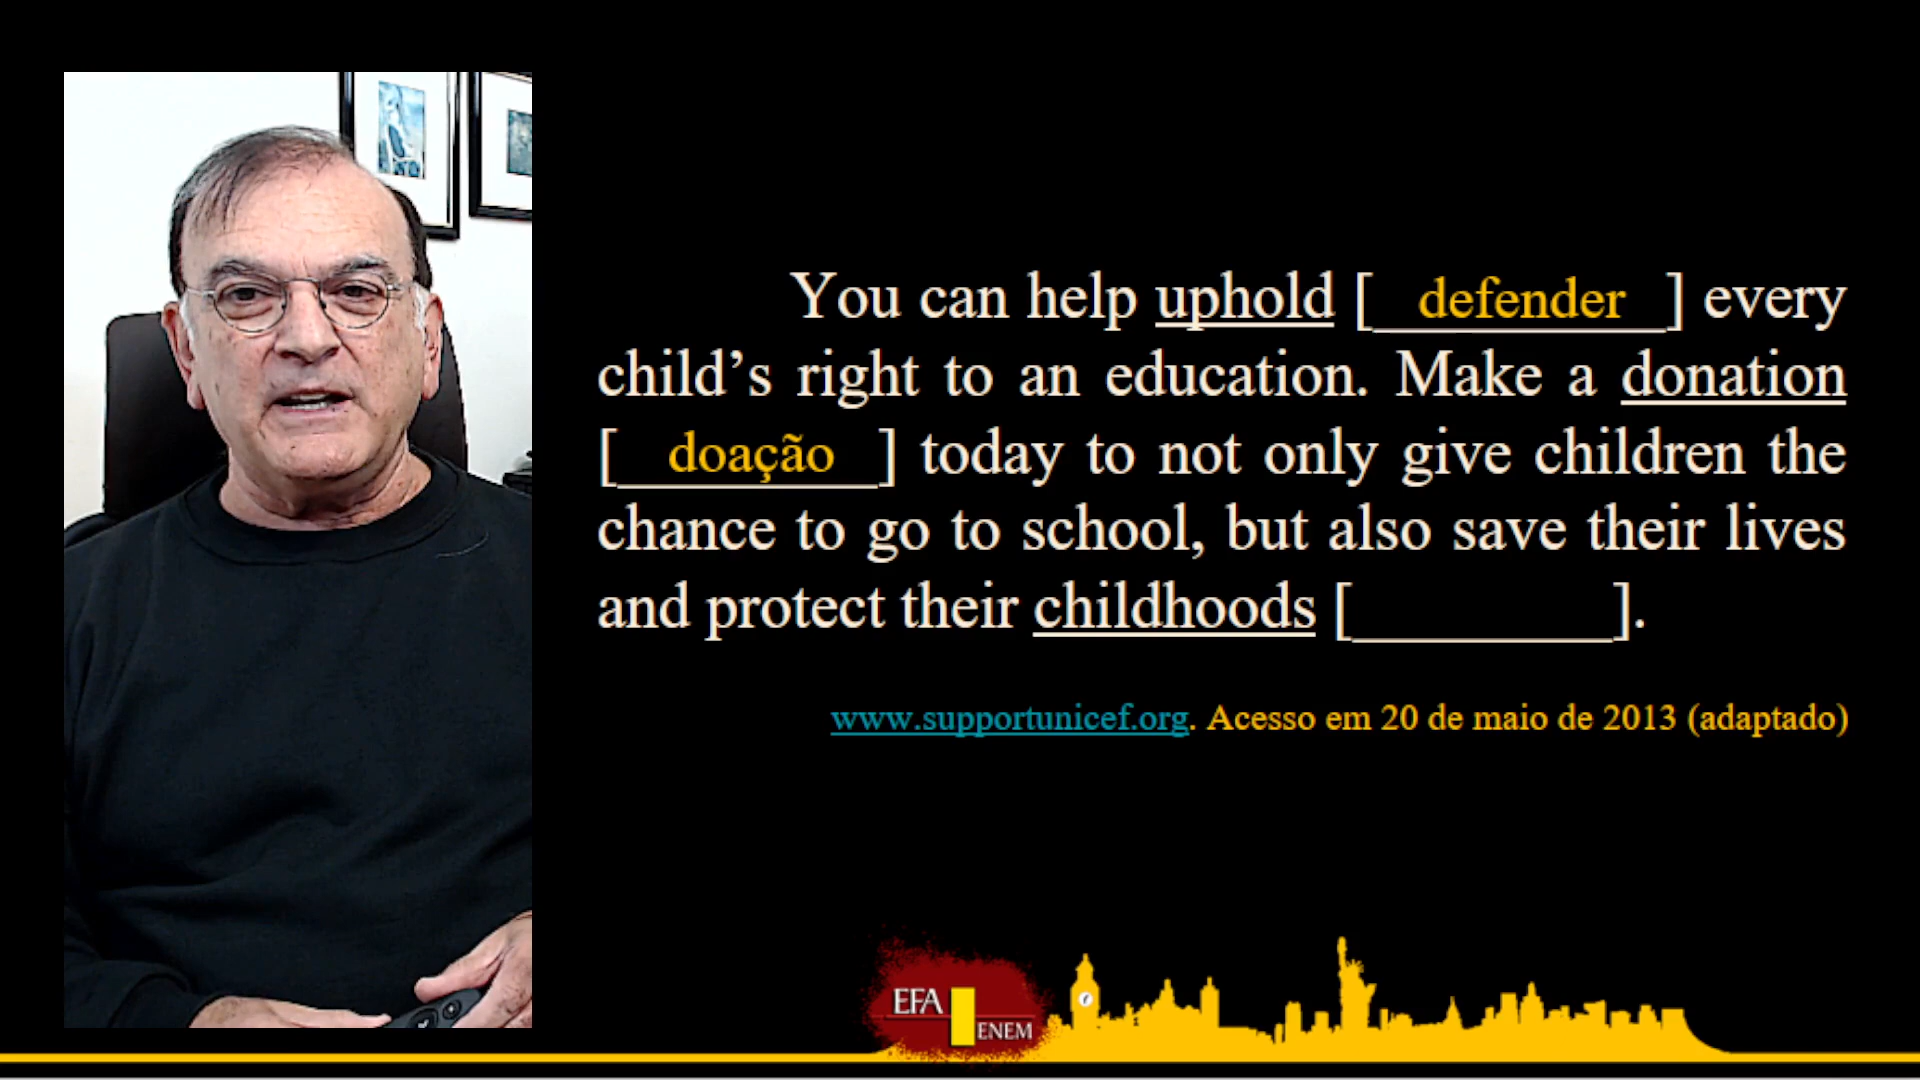 You can help uphold [ defender ] every
child’s right to an education. Make a donation
[ doação ] today to not only give children the
chance to go to school, but also save their lives
and protect their childhoods [__________].
www.supportunicef.org. Acesso em 20 de maio de 2013 (adaptado)
EFA
ENEM